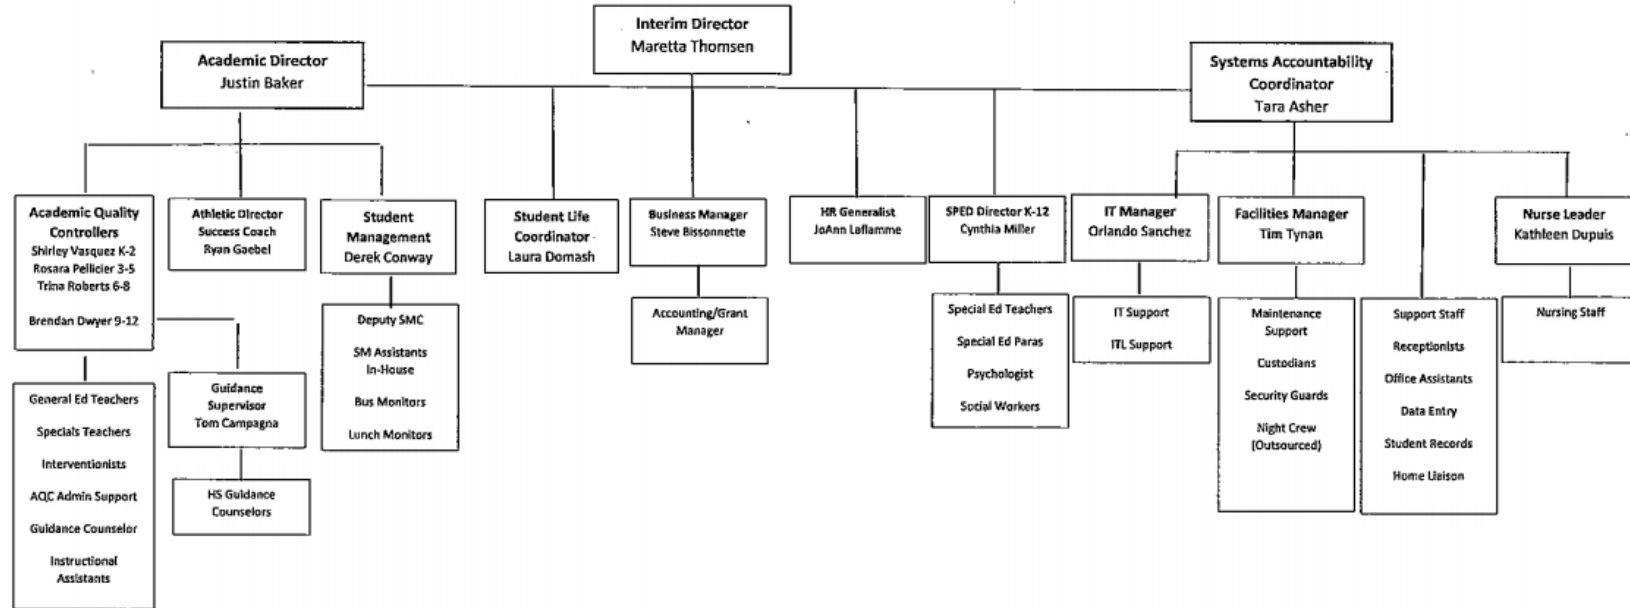 Interim Director
Maretta Thomsen
Academic Director
Justin Baker
Systems Accountability
Coordinator
Tara Asher
Academic Quality
Controllers
Shirley Vasquez K-2
Rosara Pellicier 3-5
Trina Roberts 6-8
Brendan Dwyer 9-12
Athletic Director
Success Coach
Ryan Gaebel
Student
Management
Derek Conway
Student Life
Coordinator
Laura Domash
Business Manager
Steve Bissonnette
HR Generalist
JoAnn Laflamme
SPED Director K-12
Cynthia Miller
IT Manager
Orlando Sanchez
Facilities Manager
Tim Tynan
Nurse Leader
Kathleen Dupuis
General Ed Teachers
Specials Teachers
Interventionists
AQC Admin Support
Guidance Counselor
Instructional
Assistants
Guidance
Supervisor
Tom Campagna
HS Guidance
Counselors
Deputy SMC
SM Assistants
In-House
Bus Monitors
Lunch Monitors
Accounting/Grant
Manager
Special Ed Teachers
Special Ed Paras
Psychologist
Social Workers
IT Support
ITL Support
Maintenance
Support
Custodians
Security Guards
Night Crew
(Outsourced)
Support Staff
Receptionists
Office Assistants
Data Entry
Student Records
Home Liaison
Nursing Staff